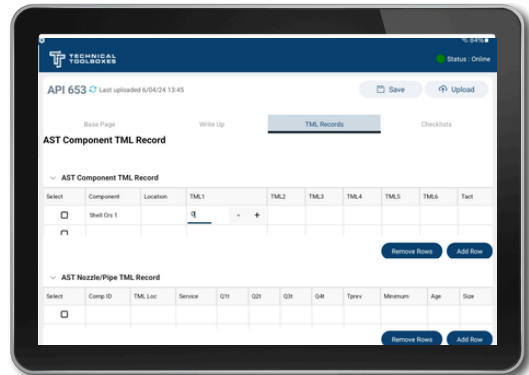 84%
TECHNICAL
TOOLBOXES
Status : Online
API 653 Last uploaded 6/04/24 13:45
Save
Upload
Base Page
Write Up
TML Records
Checklists
AST Component TML Record
AST Component TML Record
Select Component Location TML1 TML2 TML3 TML4 TML5 TML6 Tact
Shell Crs 1 0 - +
Remove Rows Add Row
AST Nozzle/Pipe TML Record
Select Comp ID TML Loc Service Q1t Q2t Q3t Q4t Tprev Minimum Age Size
Remove Rows Add Row